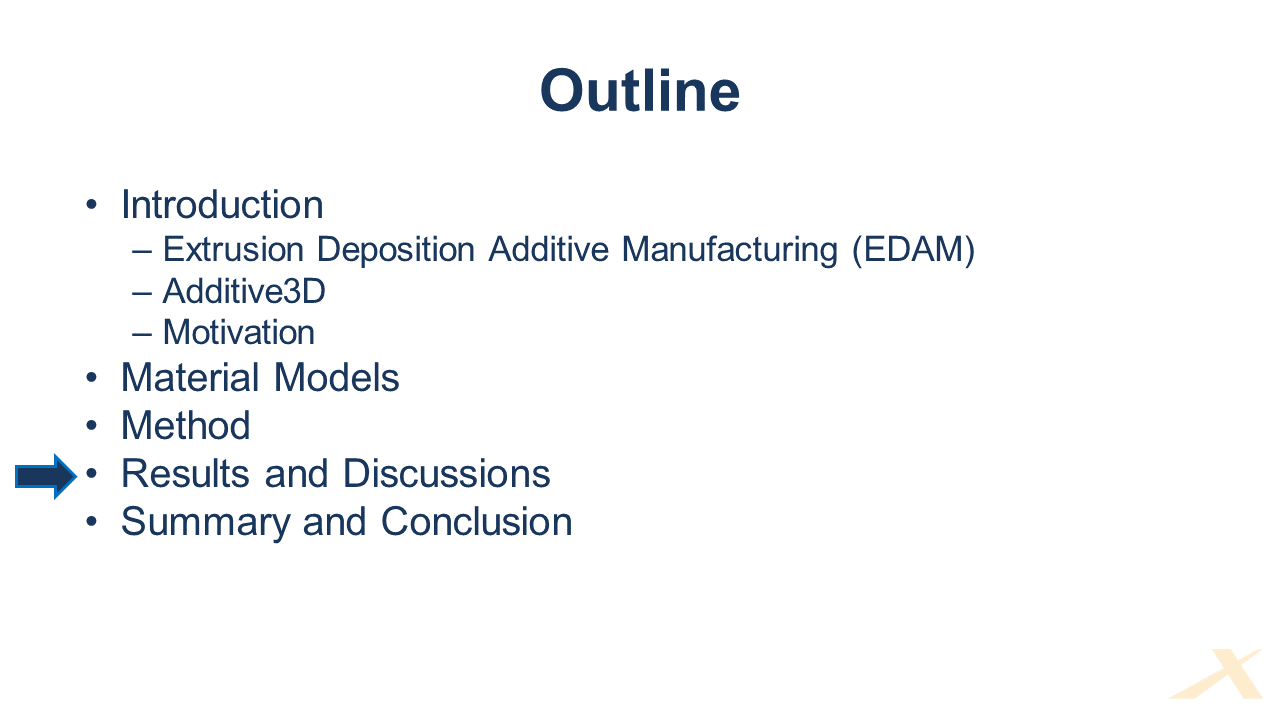 Outline
• Introduction
– Extrusion Deposition Additive Manufacturing (EDAM)
– Additive3D
– Motivation
• Material Models
• Method
• Results and Discussions
• Summary and Conclusion